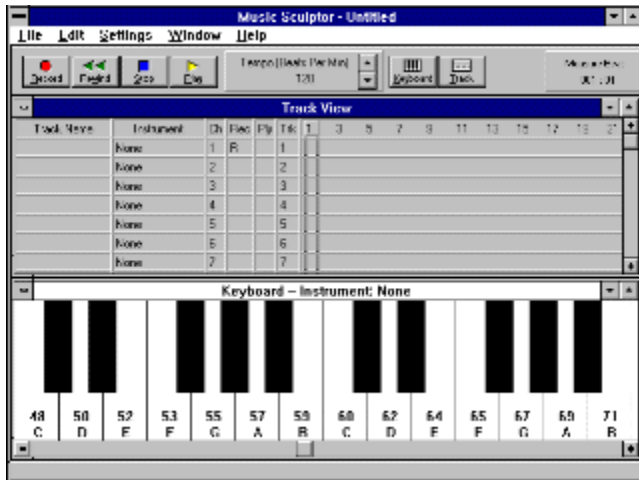 Music Sculptor - Untitled
File Edit Settings Window Help
Record Rewind Stop Play Tempo (Beats Per Min) Keyboard Track
120
Track View
Track Name Instrument Ch Rec Ply Trk 1 3 5 7 9 11 13 15 17 19 21
None 1 R 1
None 2 2
None 3 3
None 4 4
None 5 5
None 6 6
None 7 7
Keyboard – Instrument: None
48 50 52 53 55 57 59 60 62 64 65 67 69 71
C D E F G A B C D E F G A B